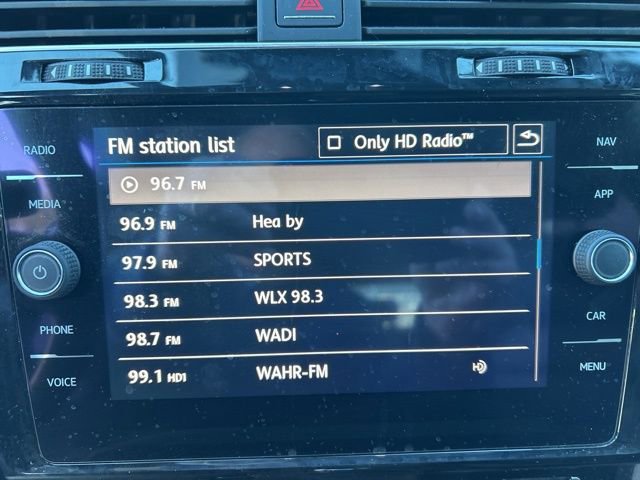 RADIO
MEDIA
PHONE
VOICE
FM station list
Only HD Radio™
96.7 FM
96.9 FM Hea by
97.9 FM SPORTS
98.3 FM WLX 98.3
98.7 FM WADI
99.1 HD1 WAHR-FM HD
NAV
APP
CAR
MENU